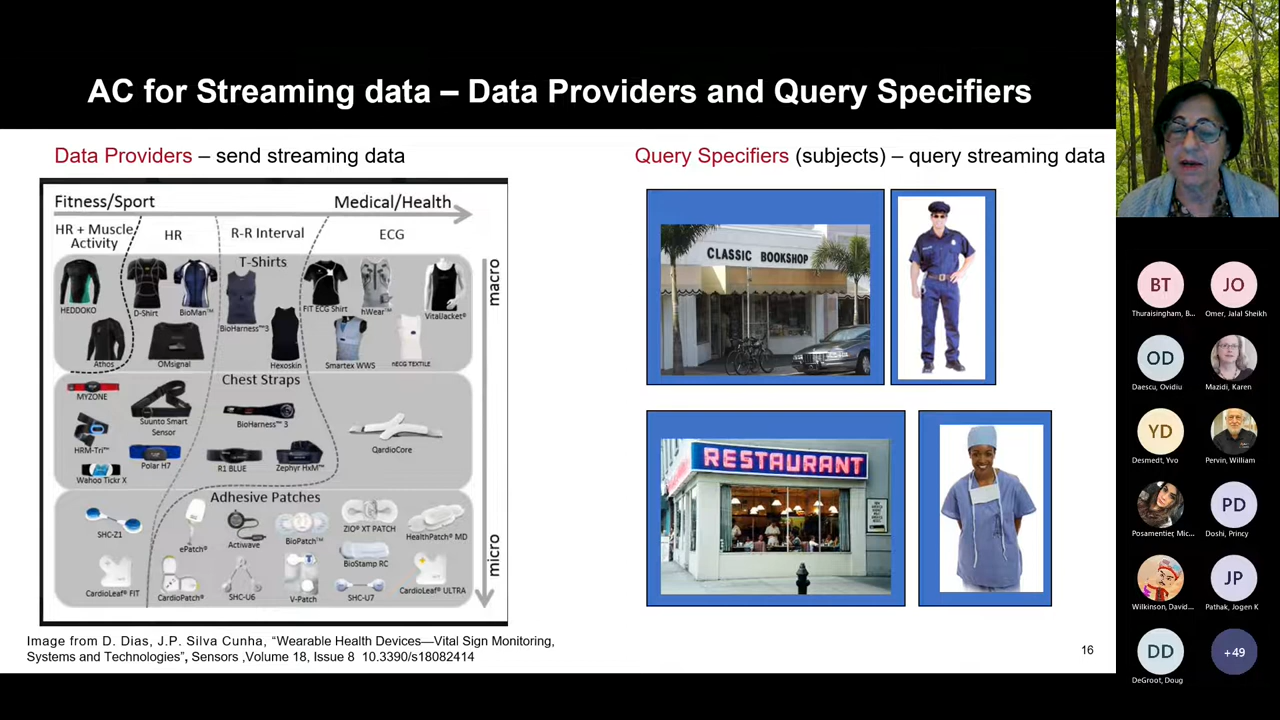 AC for Streaming data – Data Providers and Query Specifiers
Data Providers – send streaming data
Query Specifiers (subjects) – query streaming data
Fitness/Sport
Medical/Health
HR + Muscle
Activity
HR
R-R Interval
ECG
T-Shirts
macro
HEDDOKO
D-Shirt
BioMan™
BioHarness™3
FIT ECG Shirt
hWear™
VitalJacket®
Athos
OMsignal
Hexoskin
Smartex WWS
nECG TEXTILE
Chest Straps
MYZONE
Suunto Smart
Sensor
BioHarness™ 3
HRM-Tri™
Polar H7
R1 BLUE
Zephyr HxM™
QardioCore
Wahoo Tickr X
Adhesive Patches
SHC-Z1
ePatch®
Actiwave
BioPatch™
ZIO® XT PATCH
HealthPatch® MD
BioStamp RC
micro
CardioLeaf® FIT
CardioPatch®
SHC-U6
V-Patch
SHC-U7
CardioLeaf® ULTRA
CLASSIC BOOKSHOP
RESTAURANT
Image from D. Dias, J.P. Silva Cunha, “Wearable Health Devices—Vital Sign Monitoring,
Systems and Technologies”, Sensors ,Volume 18, Issue 8 10.3390/s18082414
16
BT
JO
Thuraisingham, B...
Omer, Jalal Sheikh
OD
Daescu, Ovidiu
Mazidi, Karen
YD
Desmedt, Yvo
Pervin, William
PD
Posamentier, Mic...
Doshi, Princy
JP
Wilkinson, David...
Pathak, Jogen K
DD
+49
DeGroot, Doug